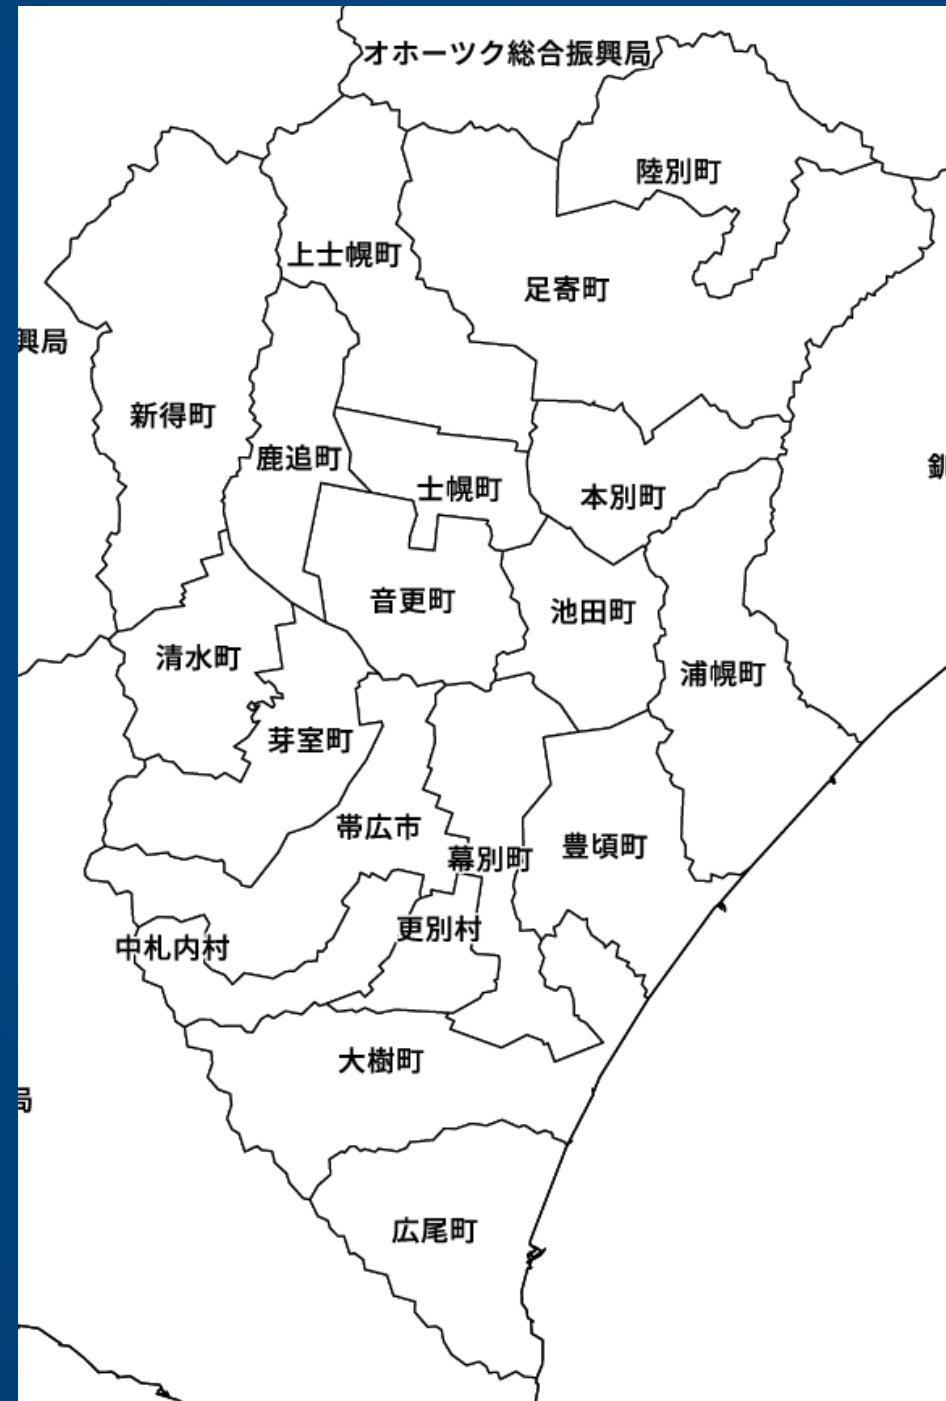 オホーツク総合振興局
陸別町
上士幌町
足寄町
興局
新得町
鹿追町
士幌町
本別町
音更町
池田町
清水町
浦幌町
芽室町
帯広市
幕別町
豊頃町
更別村
中札内村
大樹町
局
広尾町